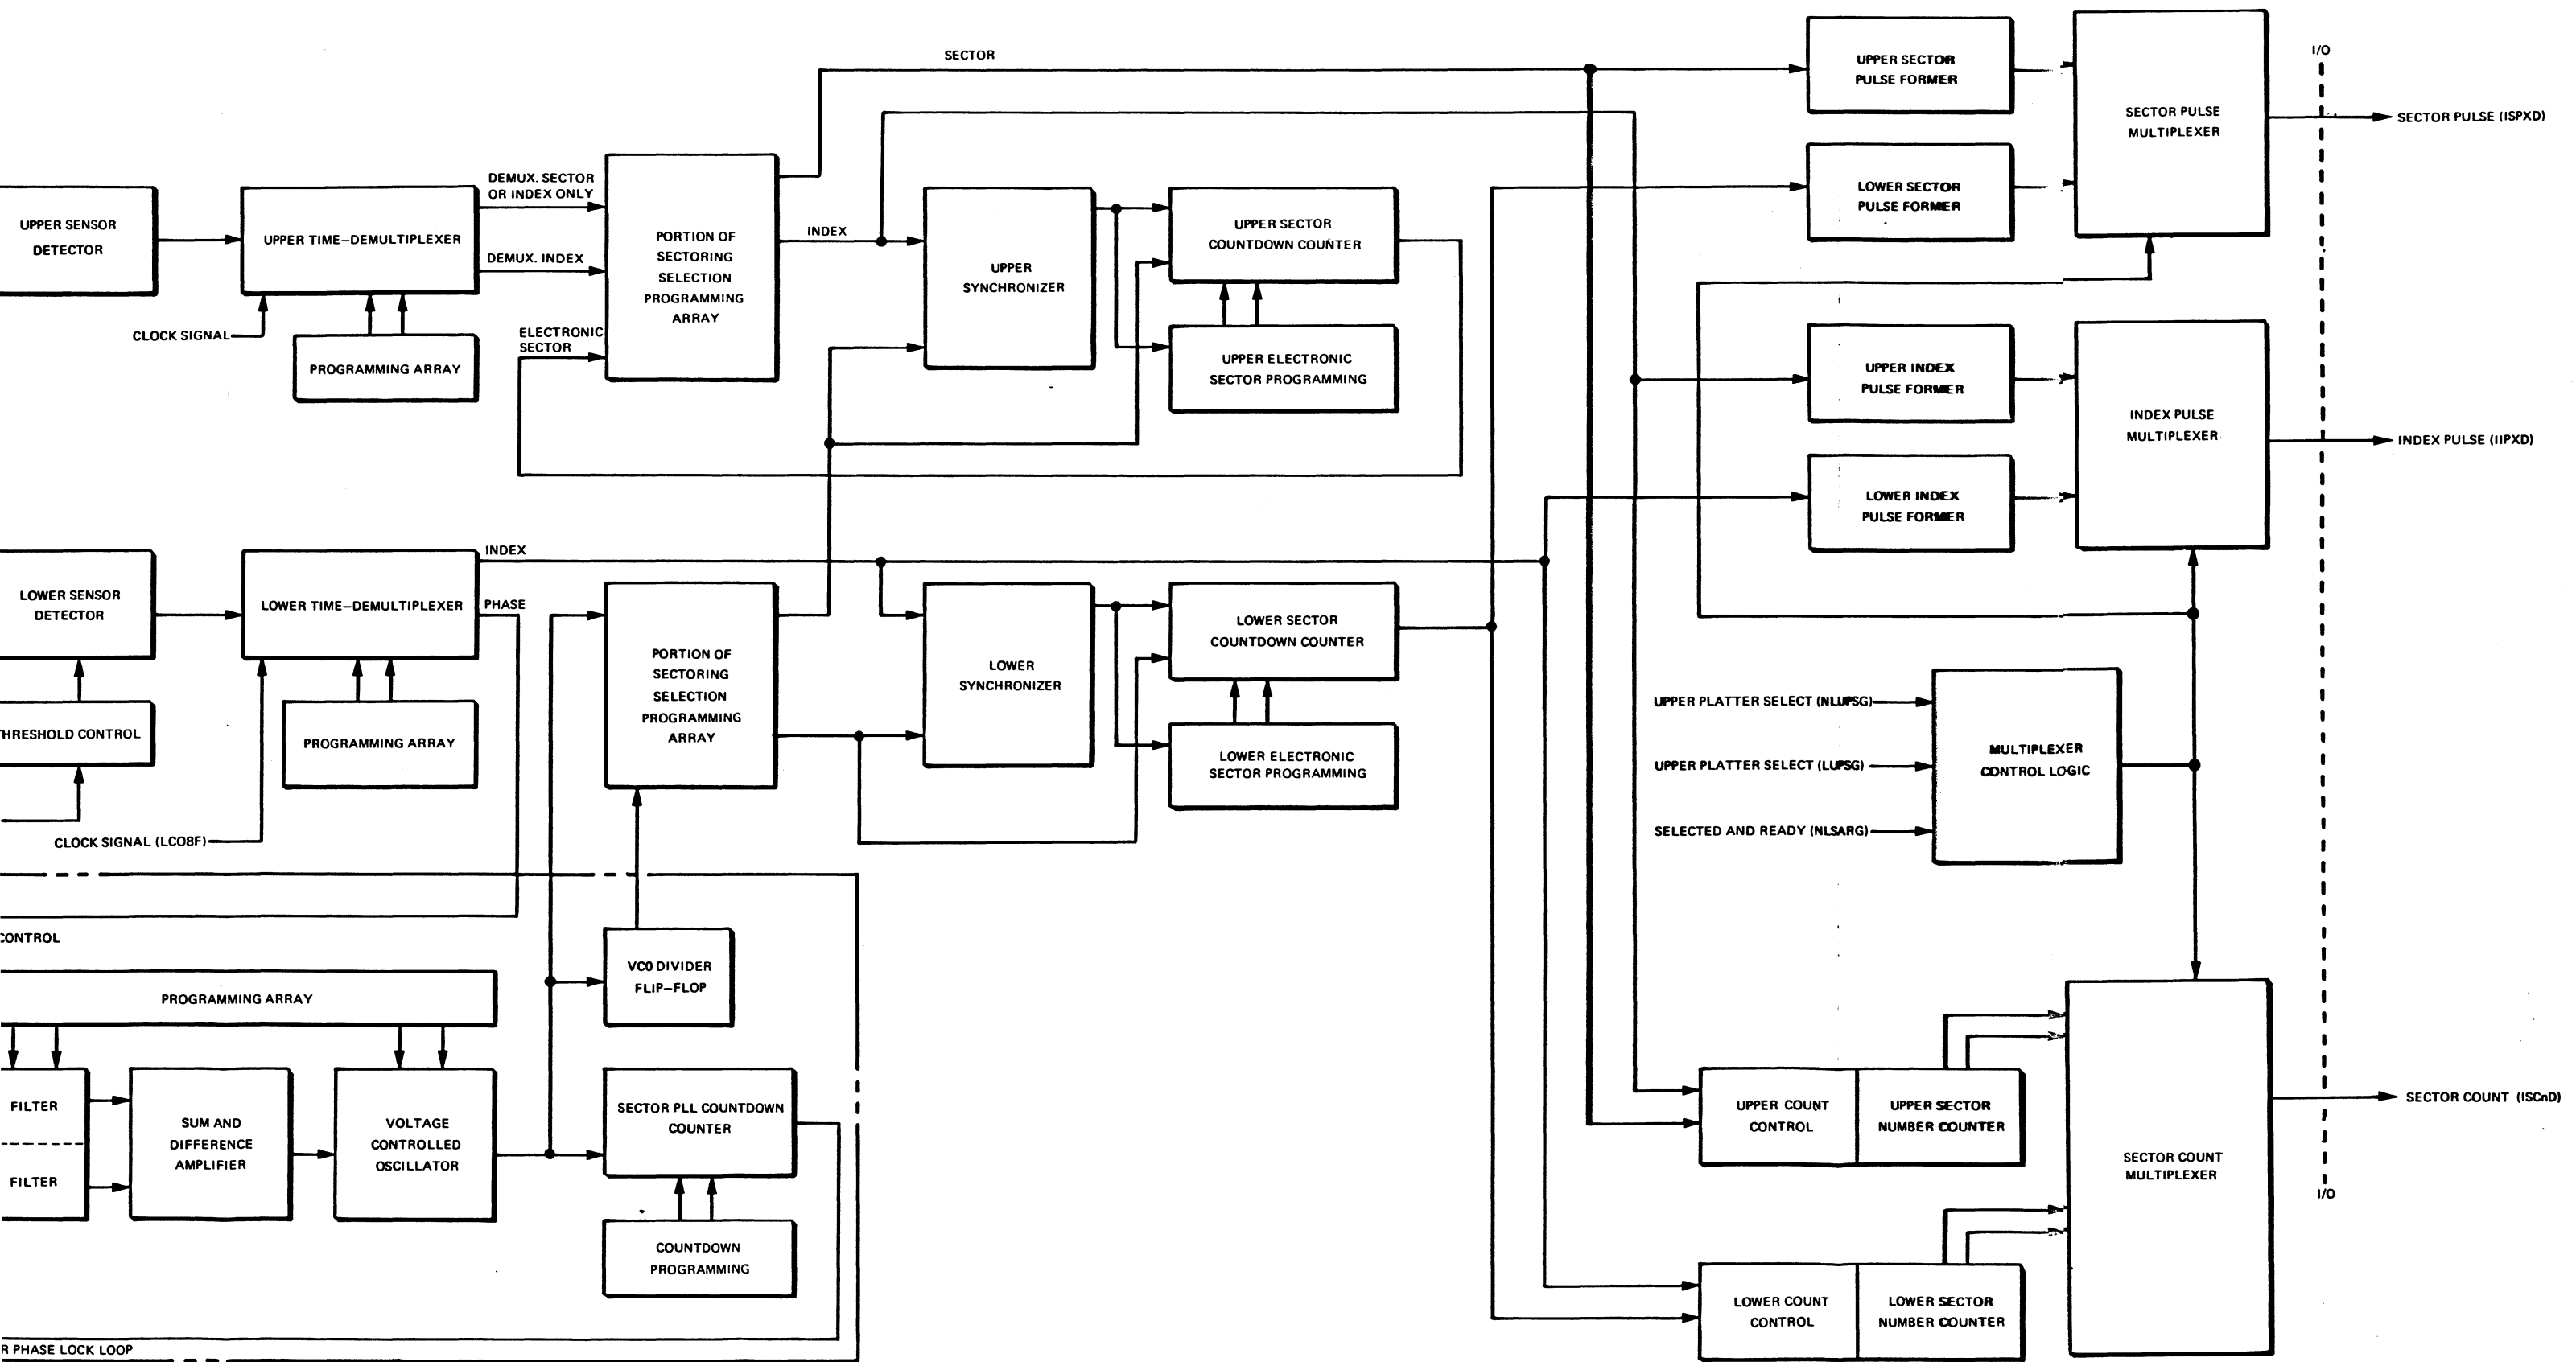 SECTOR
UPPER SECTOR
PULSE FORMER
SECTOR PULSE
MULTIPLEXER
I/O
SECTOR PULSE (ISPXD)
LOWER SECTOR
PULSE FORMER
UPPER SENSOR
DETECTOR
UPPER TIME-DEMULTIPLEXER
DEMUX. SECTOR
OR INDEX ONLY
DEMUX. INDEX
CLOCK SIGNAL
PROGRAMMING ARRAY
ELECTRONIC
SECTOR
PORTION OF
SECTORING
SELECTION
PROGRAMMING
ARRAY
INDEX
UPPER
SYNCHRONIZER
UPPER SECTOR
COUNTDOWN COUNTER
UPPER ELECTRONIC
SECTOR PROGRAMMING
UPPER INDEX
PULSE FORMER
INDEX PULSE
MULTIPLEXER
INDEX PULSE (IIPXD)
LOWER INDEX
PULSE FORMER
LOWER SENSOR
DETECTOR
LOWER TIME-DEMULTIPLEXER
INDEX
PHASE
THRESHOLD CONTROL
PROGRAMMING ARRAY
CLOCK SIGNAL (LCO8F)
PORTION OF
SECTORING
SELECTION
PROGRAMMING
ARRAY
LOWER
SYNCHRONIZER
LOWER SECTOR
COUNTDOWN COUNTER
LOWER ELECTRONIC
SECTOR PROGRAMMING
UPPER PLATTER SELECT (NLUPSG)
UPPER PLATTER SELECT (LUPSG)
SELECTED AND READY (NLSARG)
MULTIPLEXER
CONTROL LOGIC
CONTROL
PROGRAMMING ARRAY
VCO DIVIDER
FLIP-FLOP
FILTER
FILTER
SUM AND
DIFFERENCE
AMPLIFIER
VOLTAGE
CONTROLLED
OSCILLATOR
SECTOR PLL COUNTDOWN
COUNTER
COUNTDOWN
PROGRAMMING
UPPER COUNT
CONTROL
UPPER SECTOR
NUMBER COUNTER
SECTOR COUNT
MULTIPLEXER
SECTOR COUNT (ISCnD)
I/O
LOWER COUNT
CONTROL
LOWER SECTOR
NUMBER COUNTER
R PHASE LOCK LOOP